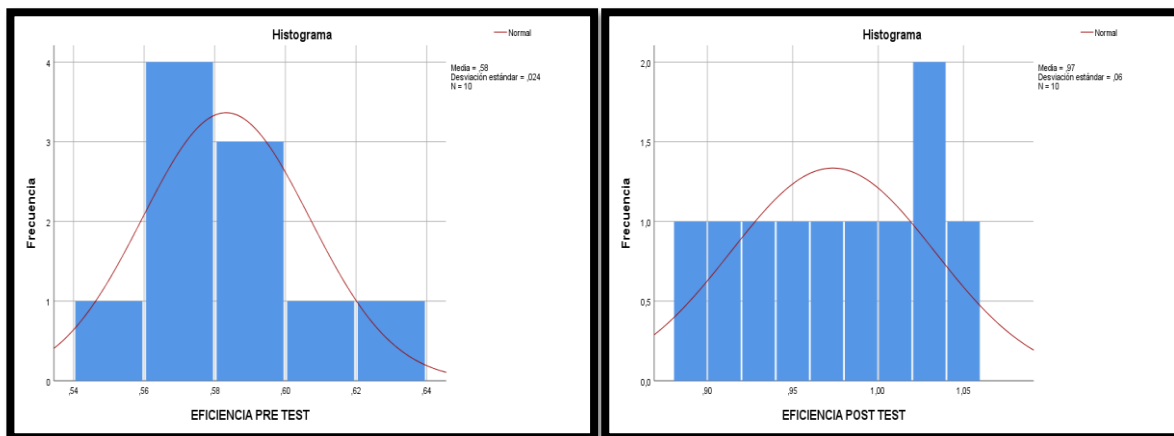 Histograma
Normal
Media = ,58
Desviación estándar = ,024
N = 10
4
3
2
1
0
Frecuencia
,54 ,56 ,58 ,60 ,62 ,64
EFICIENCIA PRE TEST
Histograma
Normal
Media = ,97
Desviación estándar = ,06
N = 10
2,0
1,5
1,0
0,5
0,0
Frecuencia
,90 ,95 1,00 1,05
EFICIENCIA POST TEST